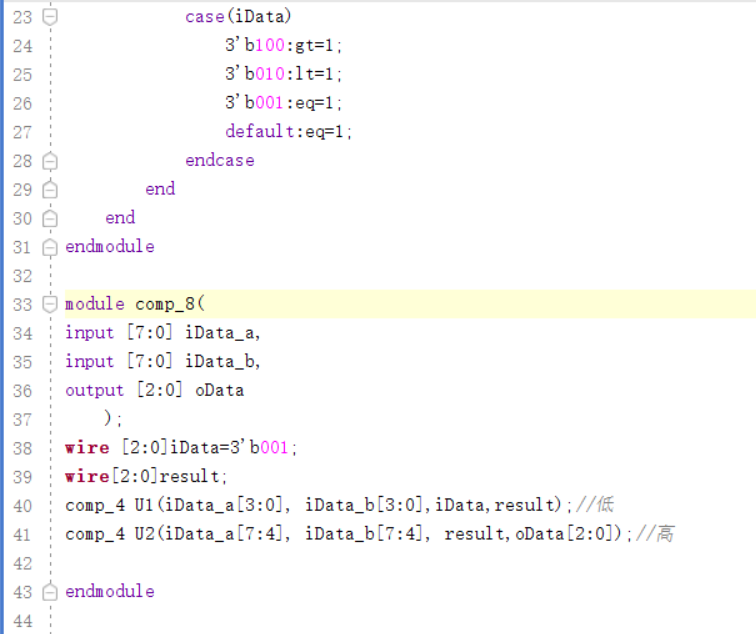 23 case(iData)
24 3'b100:gt=1;
25 3'b010:lt=1;
26 3'b001:eq=1;
27 default:eq=1;
28 endcase
29 end
30 end
31 endmodule
32
33 module comp_8(
34 input [7:0] iData_a,
35 input [7:0] iData_b,
36 output [2:0] oData
37 );
38 wire [2:0]iData=3'b001;
39 wire[2:0]result;
40 comp_4 U1(iData_a[3:0], iData_b[3:0],iData,result);//低
41 comp_4 U2(iData_a[7:4], iData_b[7:4], result,oData[2:0]);//高
42
43 endmodule
44